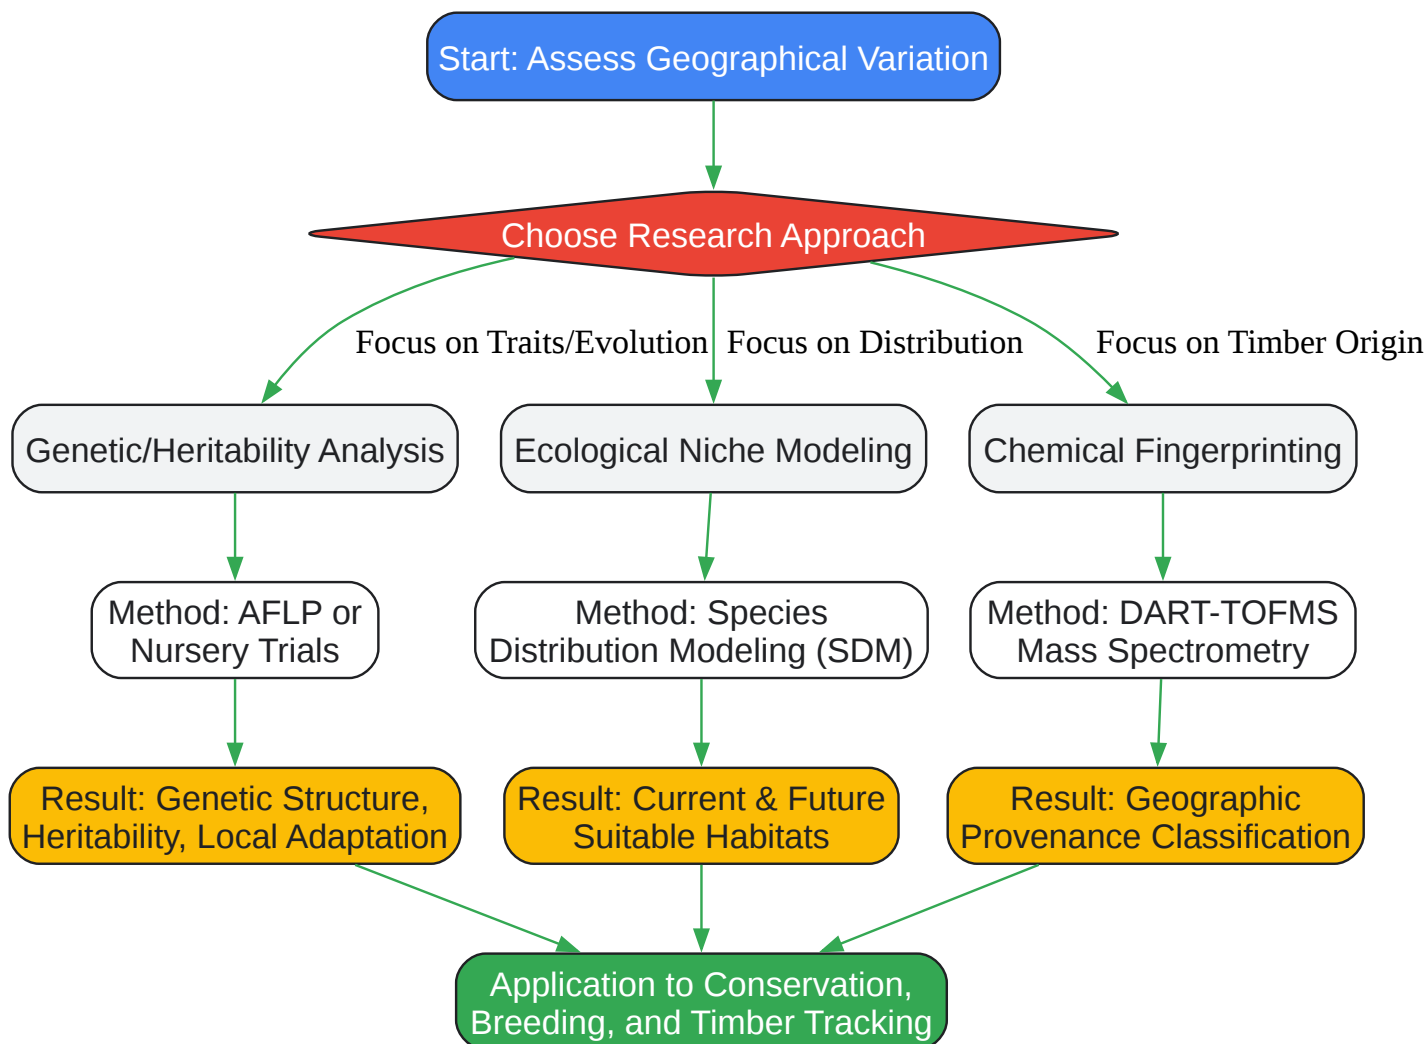 Start: Assess Geographical Variation
Choose Research Approach
Focus on Traits/Evolution
Focus on Distribution
Focus on Timber Origin
Genetic/Heritability Analysis
Ecological Niche Modeling
Chemical Fingerprinting
Method: AFLP or
Nursery Trials
Method: Species
Distribution Modeling (SDM)
Method: DART-TOFMS
Mass Spectrometry
Result: Genetic Structure,
Heritability, Local Adaptation
Result: Current & Future
Suitable Habitats
Result: Geographic
Provenance Classification
Application to Conservation,
Breeding, and Timber Tracking